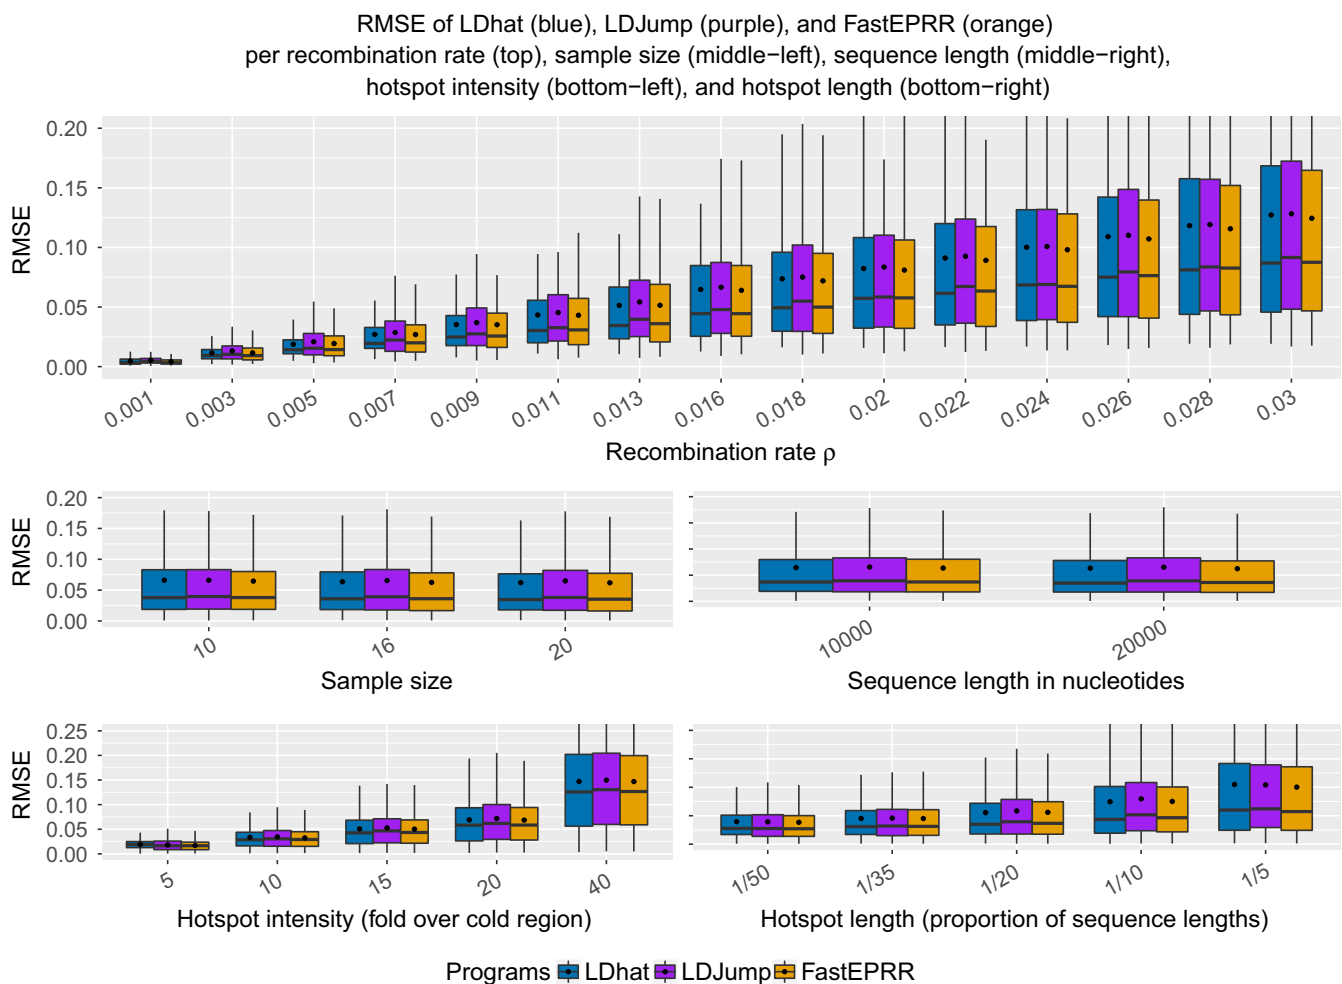 RMSE of LDhat (blue), LDJump (purple), and FastEPRR (orange)
per recombination rate (top), sample size (middle−left), sequence length (middle−right),
hotspot intensity (bottom−left), and hotspot length (bottom−right)
RMSE
0.20
0.15
0.10
0.05
0.00
0.001 0.003 0.005 0.007 0.009 0.011 0.013 0.016 0.018 0.02 0.022 0.024 0.026 0.028 0.03
Recombination rate ρ
RMSE
0.20
0.15
0.10
0.05
0.00
10 16 20
Sample size
10000 20000
Sequence length in nucleotides
RMSE
0.25
0.20
0.15
0.10
0.05
0.00
5 10 15 20 40
Hotspot intensity (fold over cold region)
1/50 1/35 1/20 1/10 1/5
Hotspot length (proportion of sequence lengths)
Programs LDhat LDJump FastEPRR